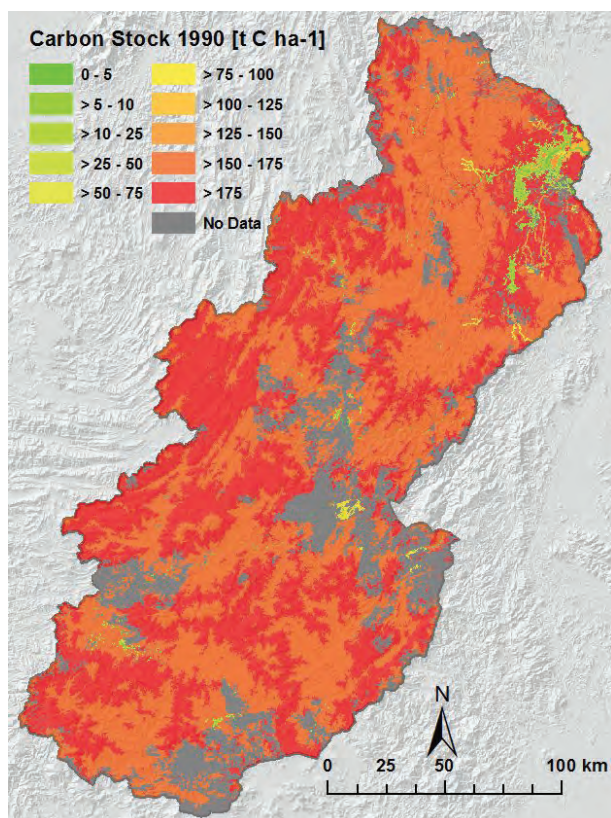 Carbon Stock 1990 [t C ha-1]
0 - 5
> 5 - 10
> 10 - 25
> 25 - 50
> 50 - 75
> 75 - 100
> 100 - 125
> 125 - 150
> 150 - 175
> 175
No Data
N
0 25 50 100 km